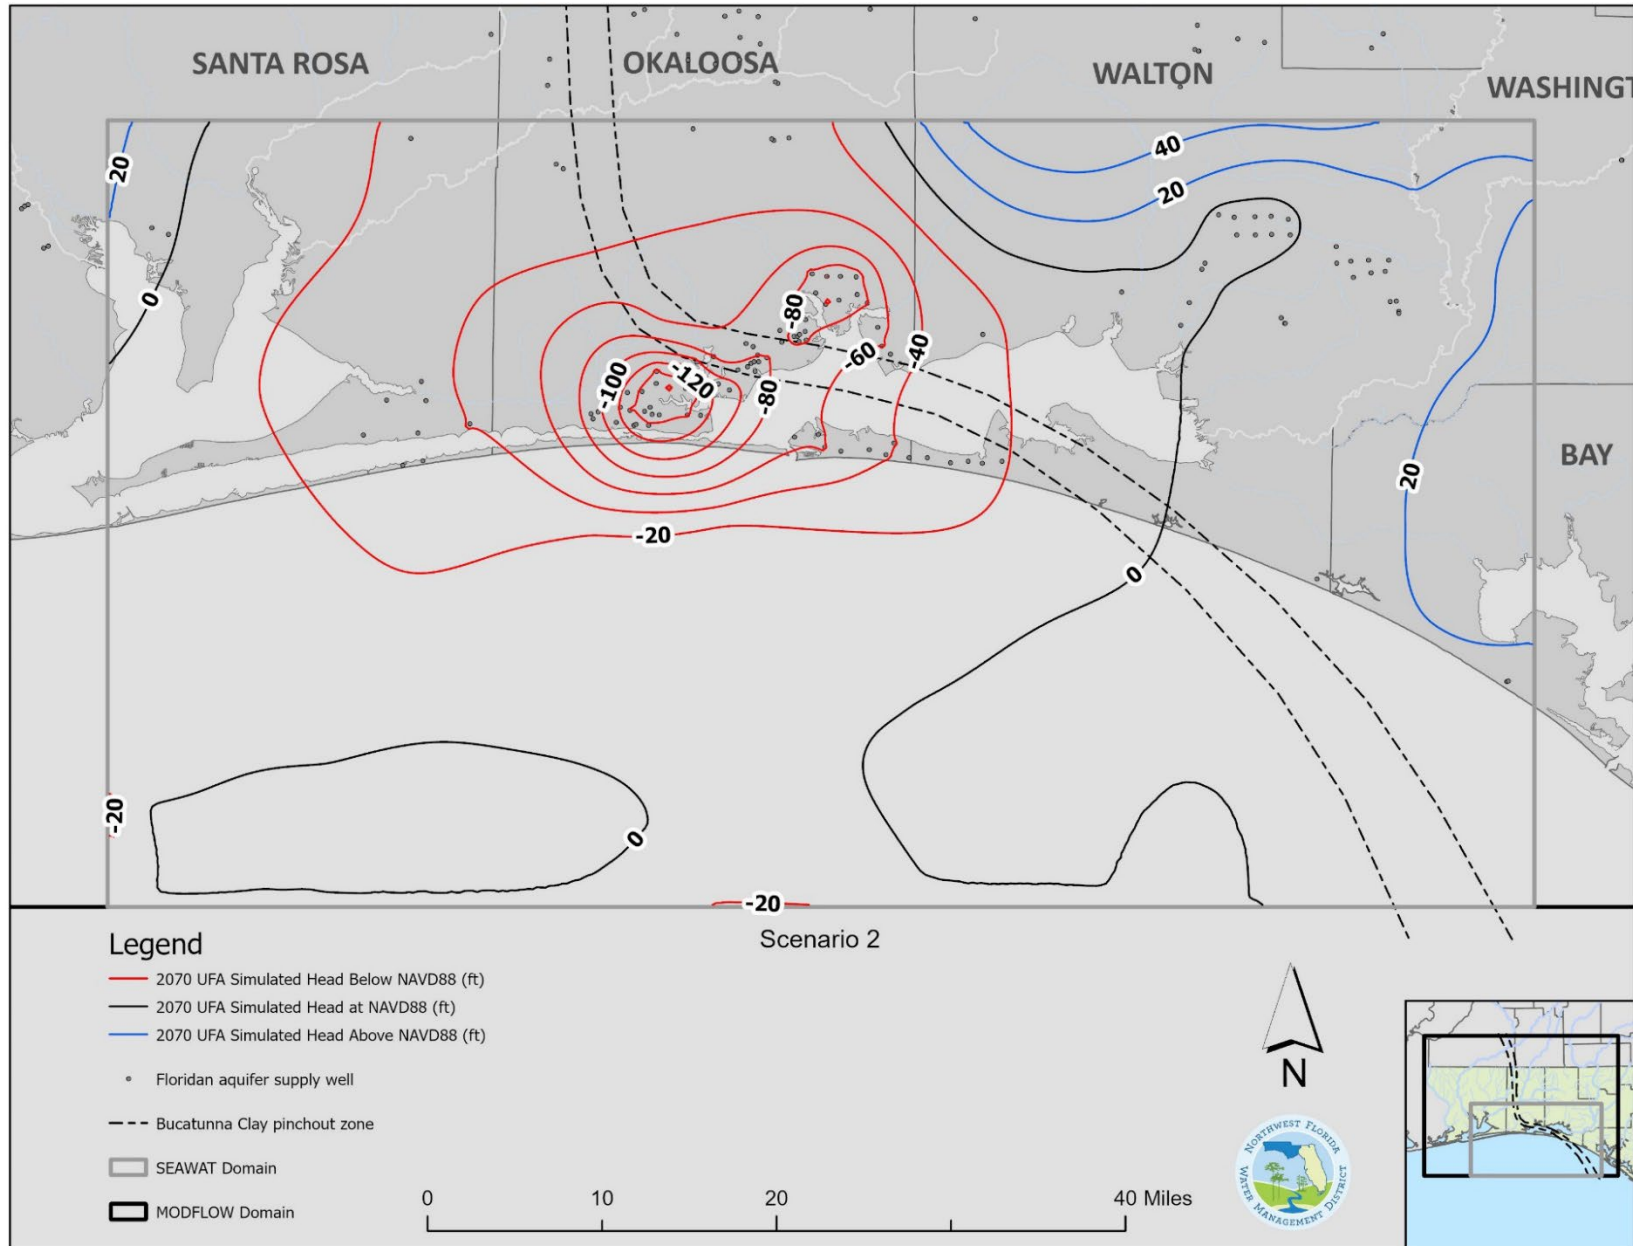 SANTA ROSA
OKALOOSA
WALTON
WASHINGT
40
20
20
0
-80
-60
-40
-100
-120
-80
20
BAY
-20
0
-20
0
-20
Scenario 2
Legend
2070 UFA Simulated Head Below NAVD88 (ft)
2070 UFA Simulated Head at NAVD88 (ft)
2070 UFA Simulated Head Above NAVD88 (ft)
Floridan aquifer supply well
Bucatunna Clay pinchout zone
SEAWAT Domain
MODFLOW Domain
0 10 20 40 Miles
N
NORTHWEST FLORIDA
WATER MANAGEMENT DISTRICT